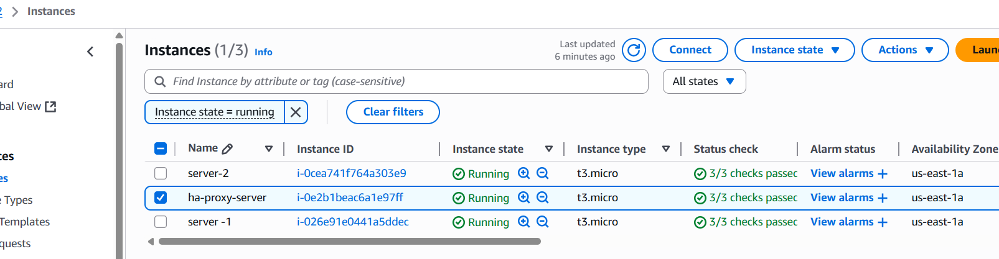 2 > Instances
Instances (1/3) Info
Last updated
6 minutes ago
Connect
Instance state
Actions
Laun
Find Instance by attribute or tag (case-sensitive)
All states
Instance state = running
Clear filters
Name Instance ID Instance state Instance type Status check Alarm status Availability Zone
server-2 i-0cea741f764a303e9 Running t3.micro 3/3 checks passec View alarms + us-east-1a
ha-proxy-server i-0e2b1beac6a1e97ff Running t3.micro 3/3 checks passec View alarms + us-east-1a
server -1 i-026e91e0441a5ddec Running t3.micro 3/3 checks passec View alarms + us-east-1a
ard
bal View
ces
es
e Types
Templates
quests